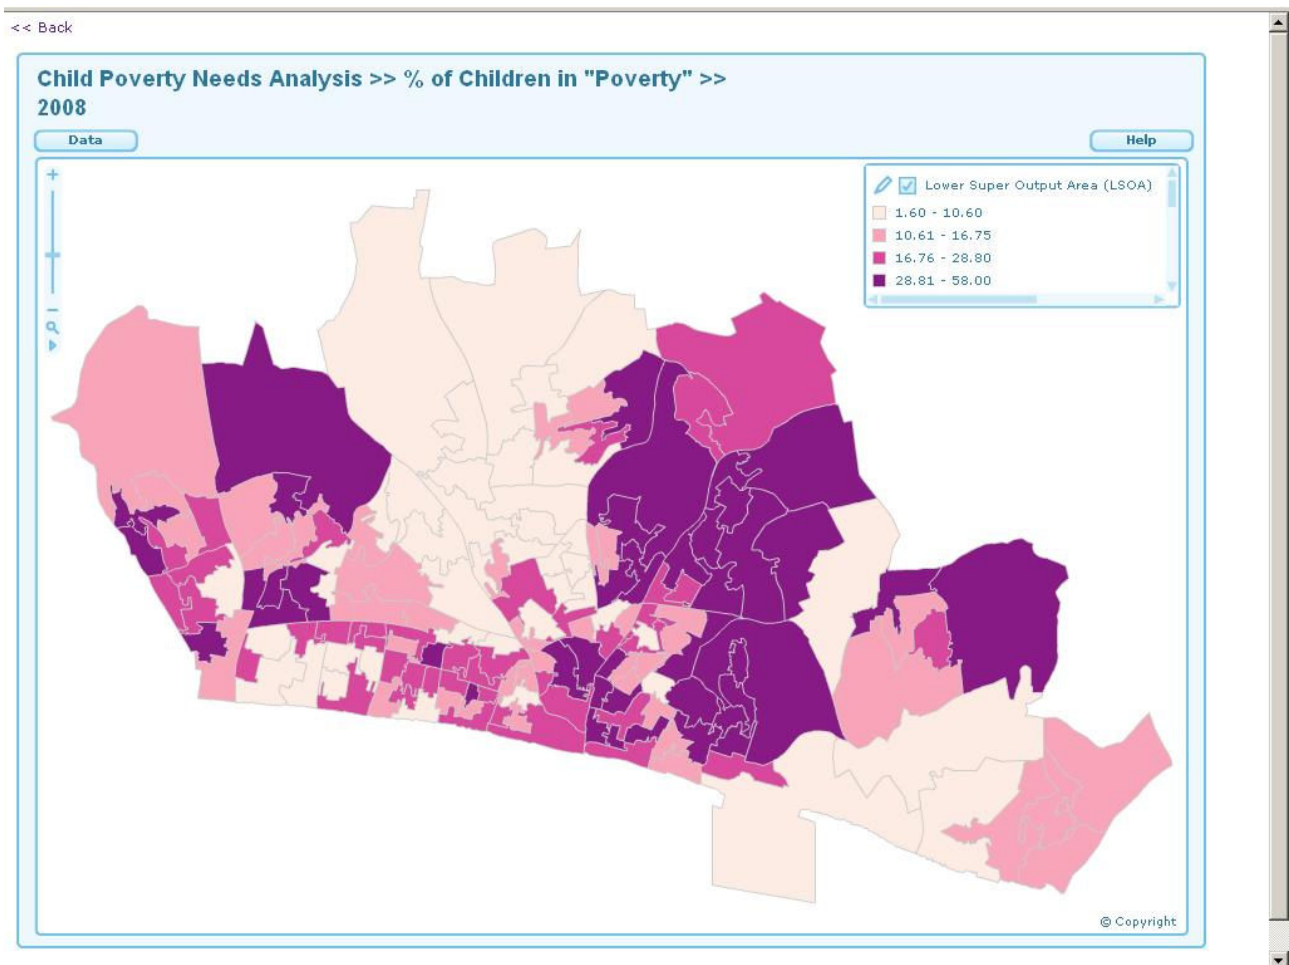 << Back
Child Poverty Needs Analysis >> % of Children in "Poverty" >>
2008
Data
Help
Lower Super Output Area (LSOA)
1.60 - 10.60
10.61 - 16.75
16.76 - 28.80
28.81 - 58.00
© Copyright